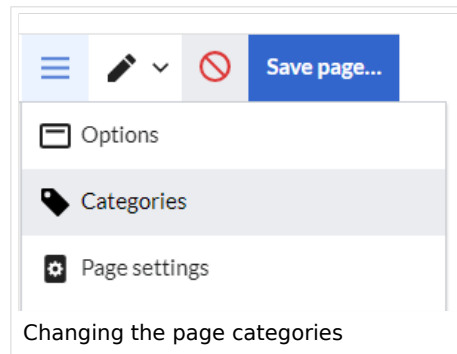 Save page...
Options
Categories
Page settings
Changing the page categories